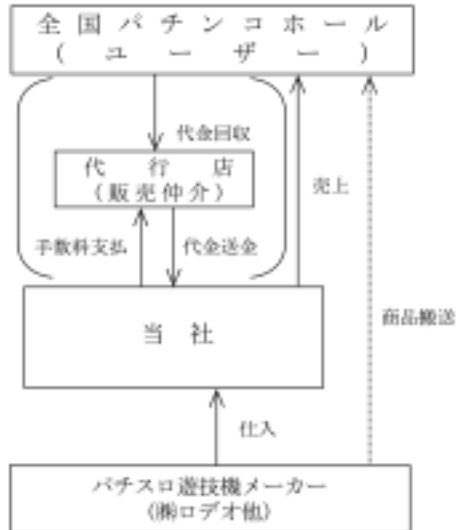 全国パチンコホール
(ユーザー)
代金回収
代行店
(販売仲介)
売上
手数料支払
代金送金
商品搬送
当社
仕入
パチスロ遊技機メーカー
(㈱ロデオ他)